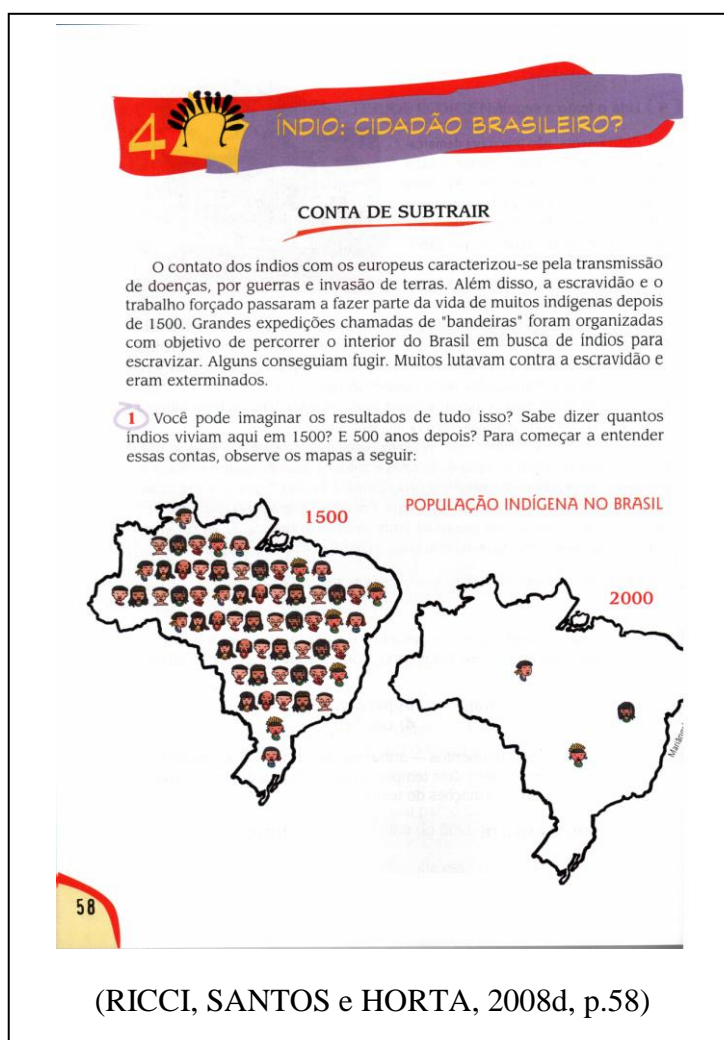 4
ÍNDIO: CIDADÃO BRASILEIRO?
CONTA DE SUBTRAIR
O contato dos índios com os europeus caracterizou-se pela transmissão
de doenças, por guerras e invasão de terras. Além disso, a escravidão e o
trabalho forçado passaram a fazer parte da vida de muitos indígenas depois
de 1500. Grandes expedições chamadas de "bandeiras" foram organizadas
com objetivo de percorrer o interior do Brasil em busca de índios para
escravizar. Alguns conseguiam fugir. Muitos lutavam contra a escravidão e
eram exterminados.
1 Você pode imaginar os resultados de tudo isso? Sabe dizer quantos
índios viviam aqui em 1500? E 500 anos depois? Para começar a entender
essas contas, observe os mapas a seguir:
POPULAÇÃO INDÍGENA NO BRASIL
1500
2000
58
(RICCI, SANTOS e HORTA, 2008d, p.58)